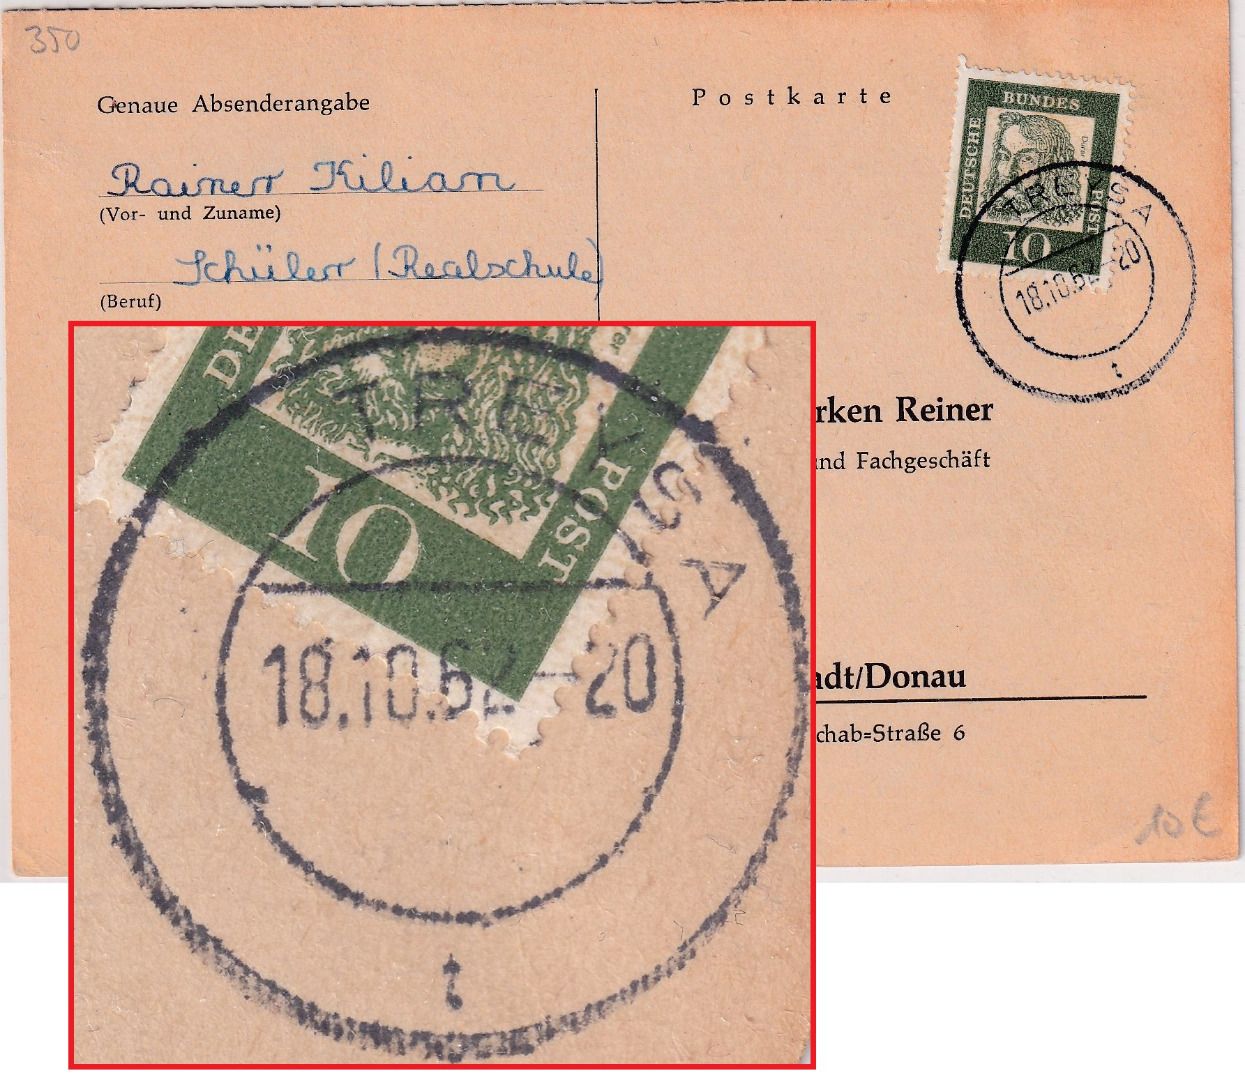 350
Genaue Absenderangabe
Rainer Kilian
(Vor- und Zuname)
Schüler (Realschule)
(Beruf)
Postkarte
DEUTSCHE BUNDES POST
10
TREYSA
18.10.62-20
t
rken Reiner
und Fachgeschäft
adt/Donau
chab=Straße 6
10 €
DE
rer
POST
10
TREYSA
18.10.62-20
t